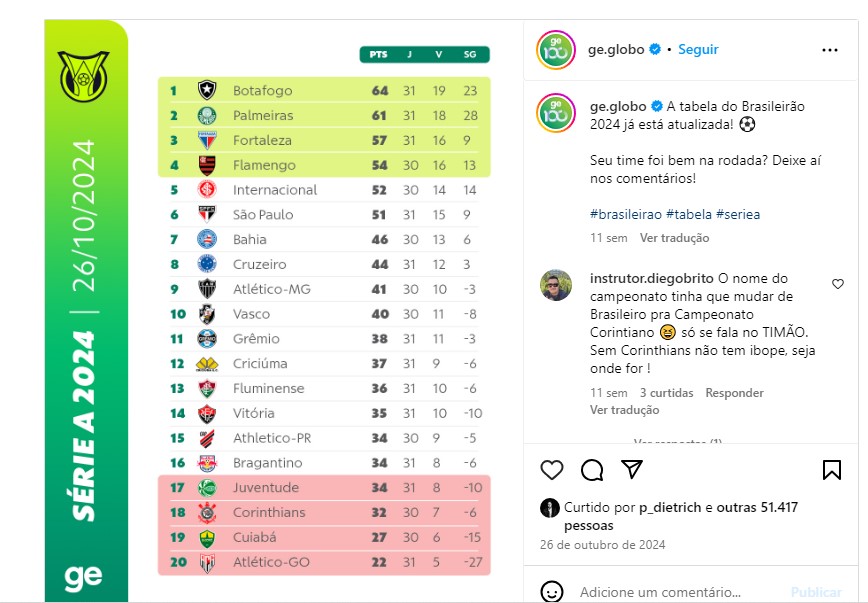 SÉRIE A 2024 | 26/10/2024
ge
PTS J V SG
1 Botafogo 64 31 19 23
2 Palmeiras 61 31 18 28
3 Fortaleza 57 31 16 9
4 Flamengo 54 30 16 13
5 Internacional 52 30 14 14
6 São Paulo 51 31 15 9
7 Bahia 46 30 13 6
8 Cruzeiro 44 31 12 3
9 Atlético-MG 41 30 10 -3
10 Vasco 40 30 11 -8
11 Grêmio 38 31 11 -3
12 Criciúma 37 31 9 -6
13 Fluminense 36 31 10 -6
14 Vitória 35 31 10 -10
15 Athletico-PR 34 30 9 -5
16 Bragantino 34 31 8 -6
17 Juventude 34 31 8 -10
18 Corinthians 32 30 7 -6
19 Cuiabá 27 30 6 -15
20 Atlético-GO 22 31 5 -27
ge
100
ge.globo • Seguir
ge
100
ge.globo A tabela do Brasileirão
2024 já está atualizada! ⚽
Seu time foi bem na rodada? Deixe aí
nos comentários!
#brasileirao #tabela #seriea
11 sem Ver tradução
instrutor.diegobrito O nome do
campeonato tinha que mudar de
Brasileiro pra Campeonato
Corintiano 😆 só se fala no TIMÃO.
Sem Corinthians não tem ibope, seja
onde for !
11 sem 3 curtidas Responder
Ver tradução
Ver respostas (1)
Curtido por p_dietrich e outras 51.417
pessoas
26 de outubro de 2024
Adicione um comentário...
Publicar